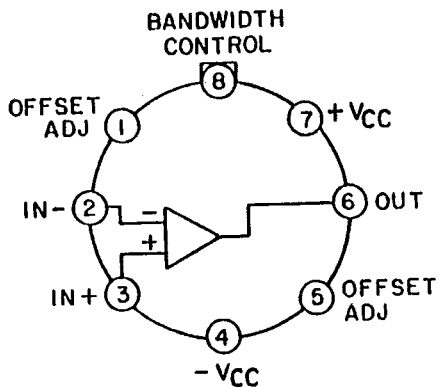 BANDWIDTH
CONTROL
8
OFFSET
ADJ
1
7
+VCC
IN-
2
-
+
6
OUT
IN+
3
5
OFFSET
ADJ
4
-VCC